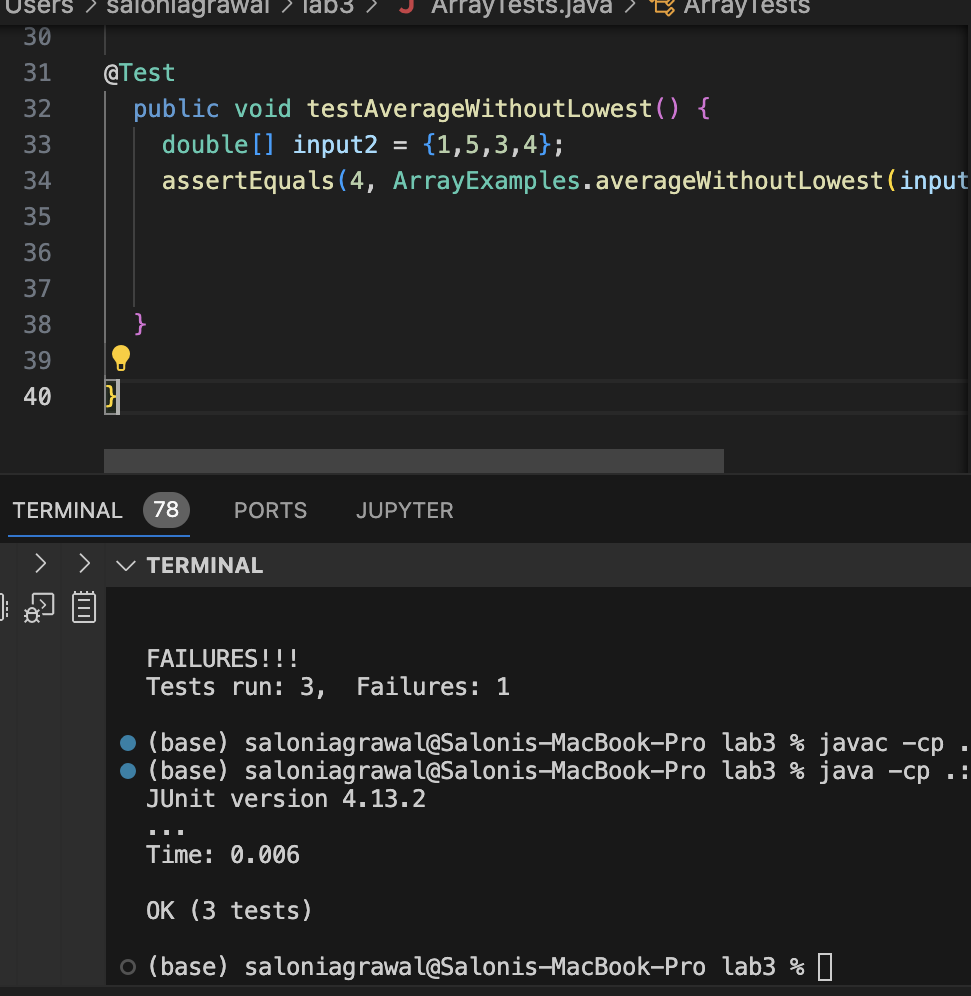 Users > saloniagrawal > lab3 > J ArrayTests.java > ArrayTests
30
31 @Test
32 public void testAverageWithoutLowest() {
33 double[] input2 = {1,5,3,4};
34 assertEquals(4, ArrayExamples.averageWithoutLowest(input
35
36
37
38 }
39
40 }
TERMINAL 78 PORTS JUPYTER
TERMINAL
FAILURES!!!
Tests run: 3,  Failures: 1
(base) saloniagrawal@Salonis-MacBook-Pro lab3 % javac -cp .
(base) saloniagrawal@Salonis-MacBook-Pro lab3 % java -cp .:
JUnit version 4.13.2
...
Time: 0.006
OK (3 tests)
(base) saloniagrawal@Salonis-MacBook-Pro lab3 %